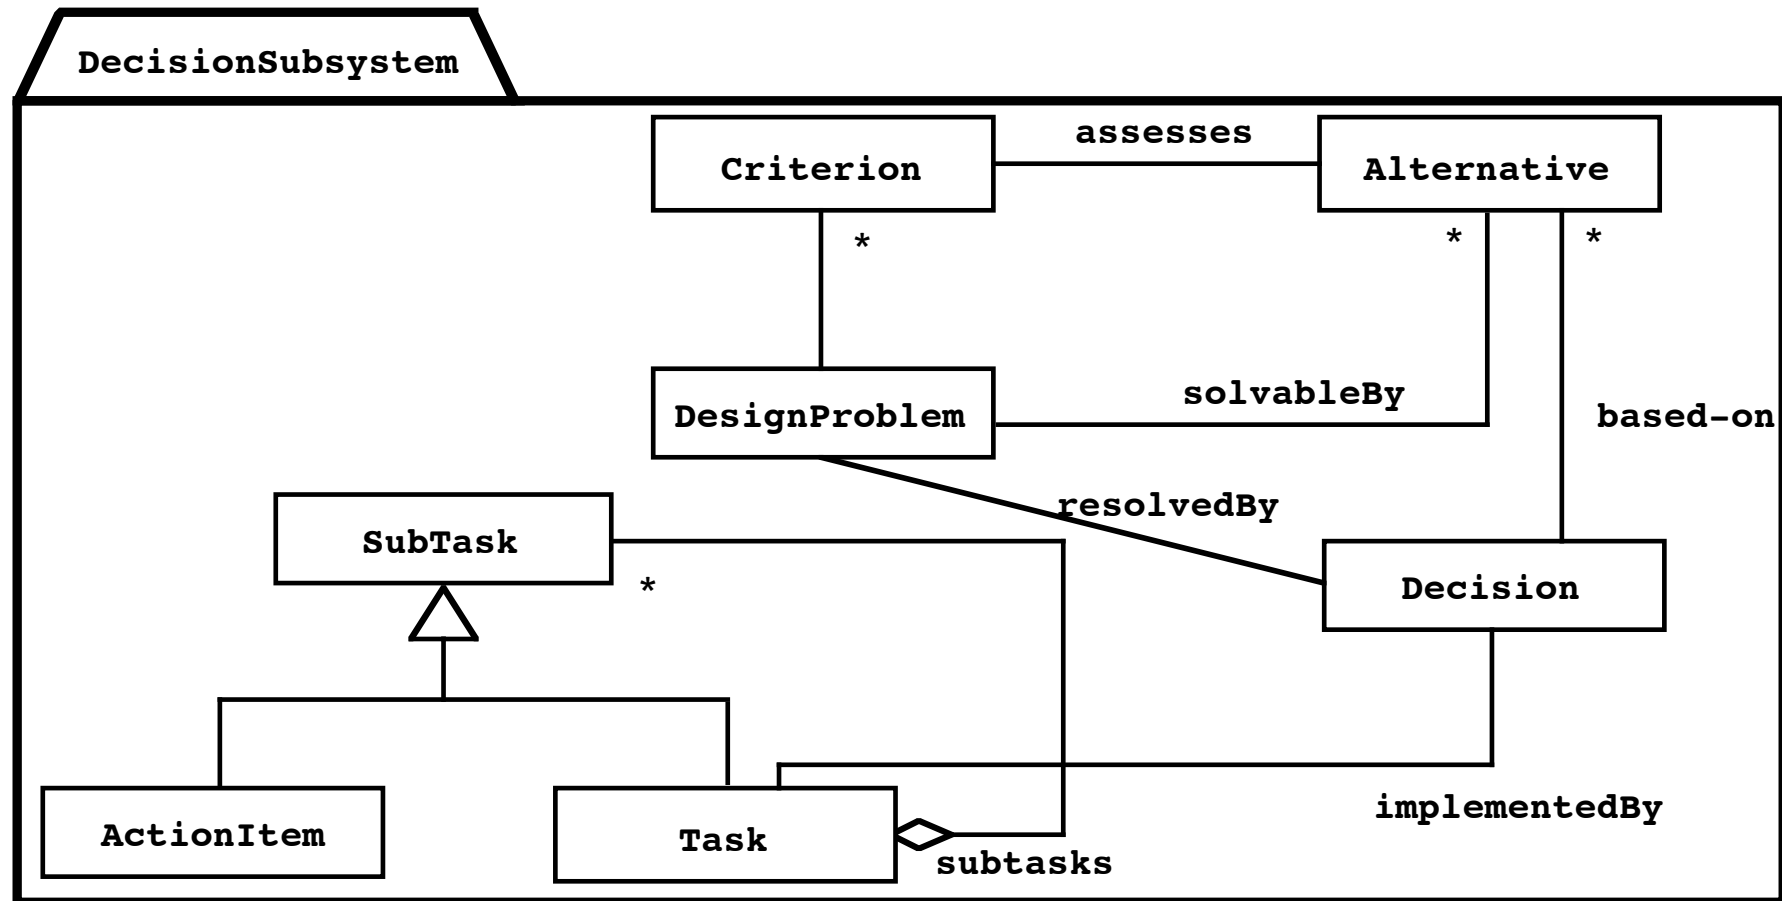 DecisionSubsystem
assesses
Criterion
Alternative
*
*
*
solvableBy
DesignProblem
based-on
resolvedBy
SubTask
*
Decision
implementedBy
ActionItem
Task
subtasks